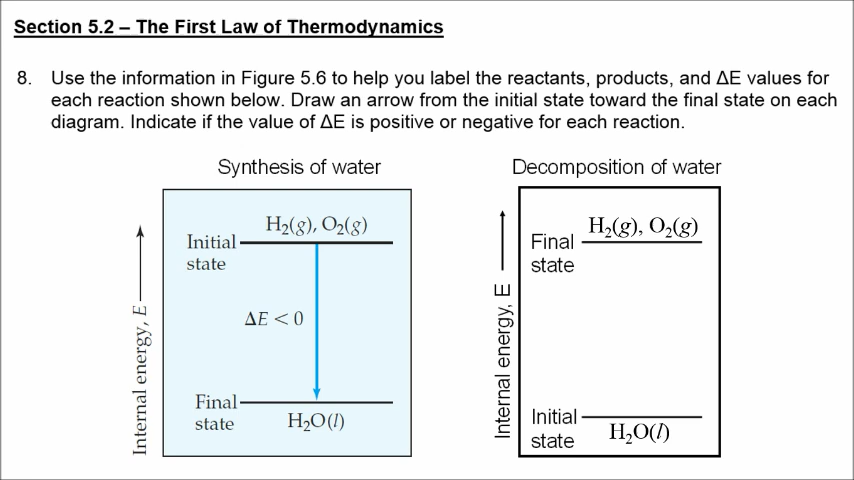 Section 5.2 – The First Law of Thermodynamics
8. Use the information in Figure 5.6 to help you label the reactants, products, and ΔE values for
each reaction shown below. Draw an arrow from the initial state toward the final state on each
diagram. Indicate if the value of ΔE is positive or negative for each reaction.
Synthesis of water
Internal energy, E
H₂(g), O₂(g)
Initial
state
ΔE < 0
Final
state
H₂O(l)
Decomposition of water
Internal energy, E
H₂(g), O₂(g)
Final
state
Initial
state
H₂O(l)